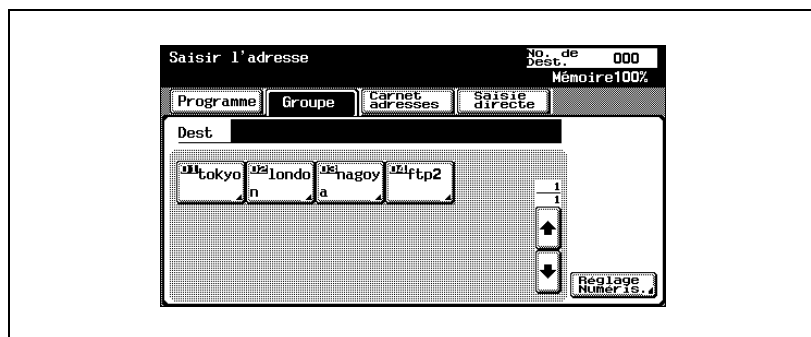 Saisir l'adresse
No. de Dest. 000
Mémoire100%
Programme
Groupe
Carnet adresses
Saisie directe
Dest
01 tokyo
02 londo
n
03 nagoy
a
04 ftp2
1
1
Réglage
Numéris.